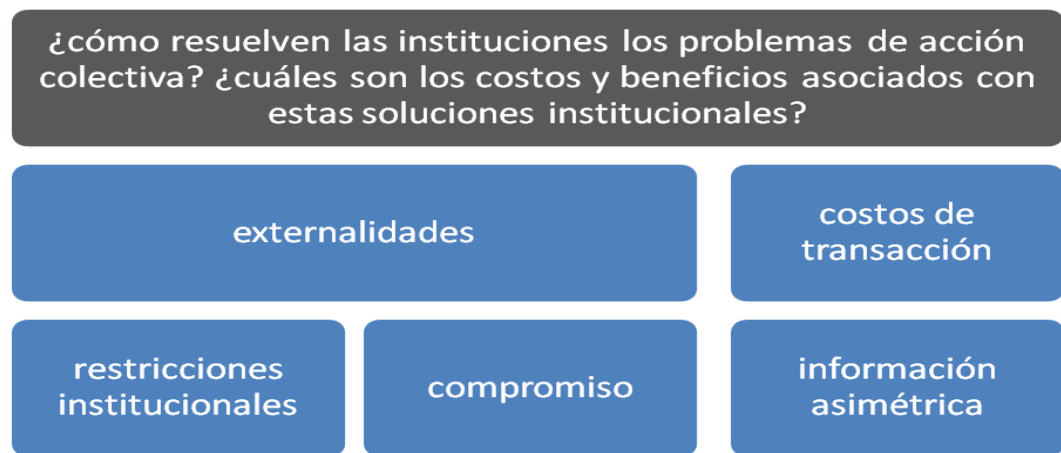 ¿cómo resuelven las instituciones los problemas de acción
colectiva? ¿cuáles son los costos y beneficios asociados con
estas soluciones institucionales?
externalidades
costos de
transacción
restricciones
institucionales
compromiso
información
asimétrica